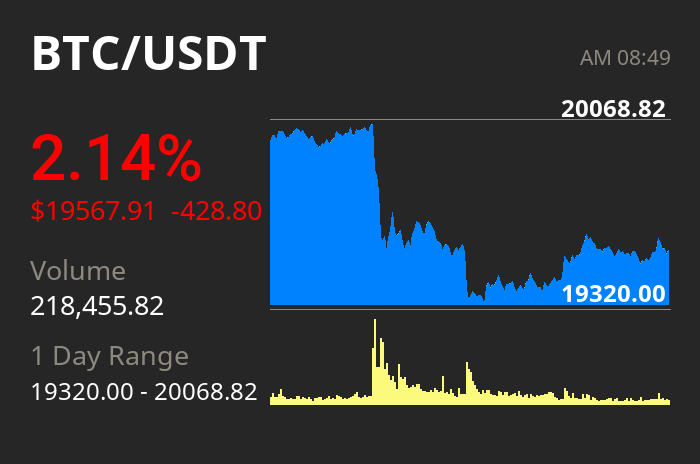 BTC/USDT
AM 08:49
20068.82
2.14%
$19567.91 -428.80
Volume
218,455.82
19320.00
1 Day Range
19320.00 - 20068.82